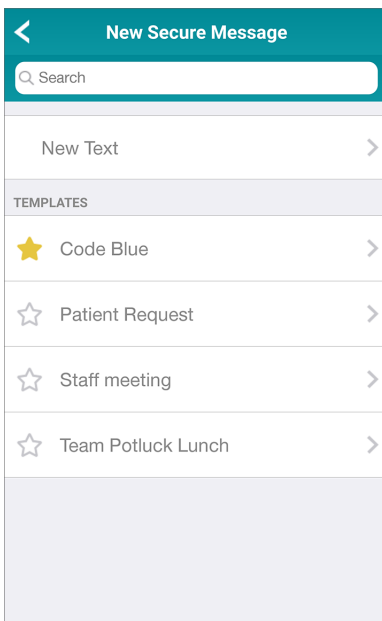 New Secure Message
Search
New Text
TEMPLATES
Code Blue
Patient Request
Staff meeting
Team Potluck Lunch